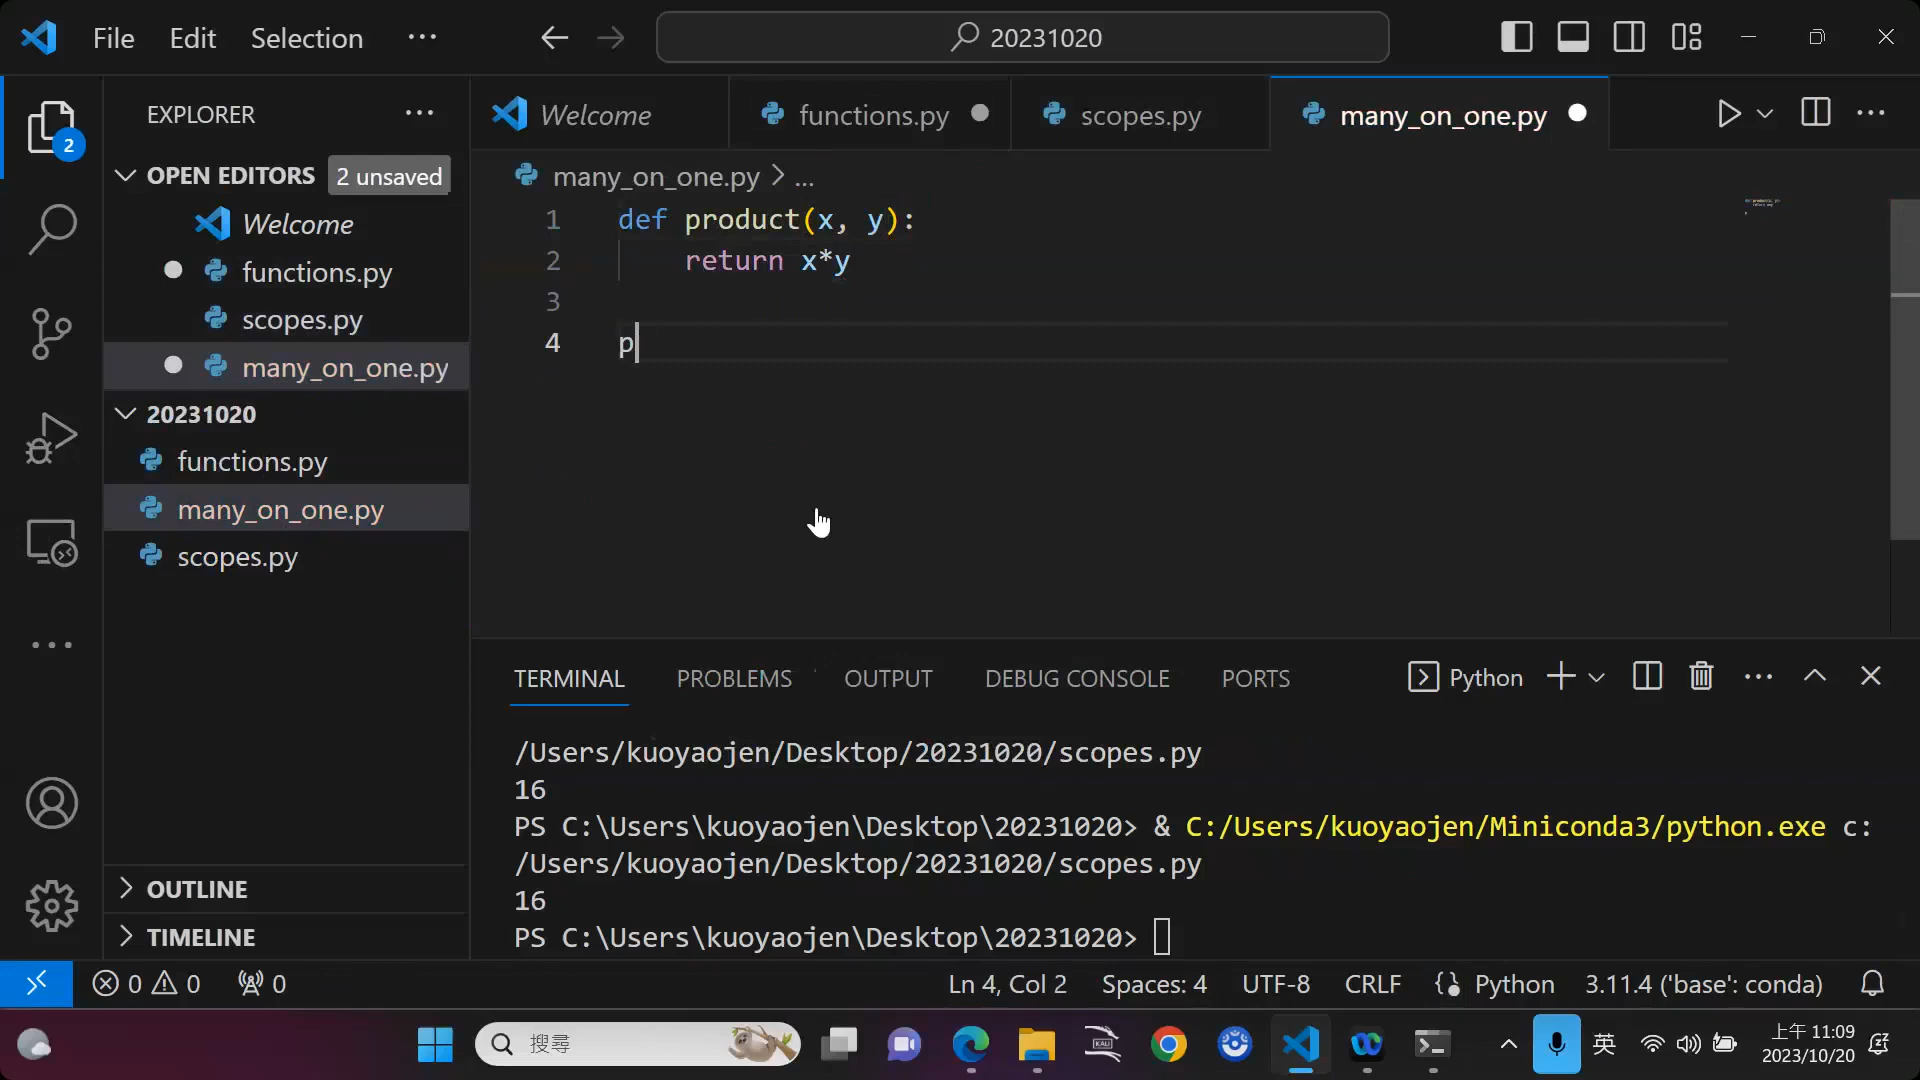 File Edit Selection ··· 20231020
EXPLORER ···
2
OPEN EDITORS 2 unsaved
Welcome
functions.py
scopes.py
many_on_one.py
20231020
functions.py
many_on_one.py
scopes.py
OUTLINE
TIMELINE
Welcome functions.py scopes.py many_on_one.py
many_on_one.py > ...
1 def product(x, y):
2 return x*y
3
4 p
TERMINAL PROBLEMS OUTPUT DEBUG CONSOLE PORTS Python
/Users/kuoyaojen/Desktop/20231020/scopes.py
16
PS C:\Users\kuoyaojen\Desktop\20231020> & C:/Users/kuoyaojen/Miniconda3/python.exe c:
/Users/kuoyaojen/Desktop/20231020/scopes.py
16
PS C:\Users\kuoyaojen\Desktop\20231020>
0 0 0 Ln 4, Col 2 Spaces: 4 UTF-8 CRLF Python 3.11.4 ('base': conda)
搜尋 KALI 英 上午 11:09
2023/10/20